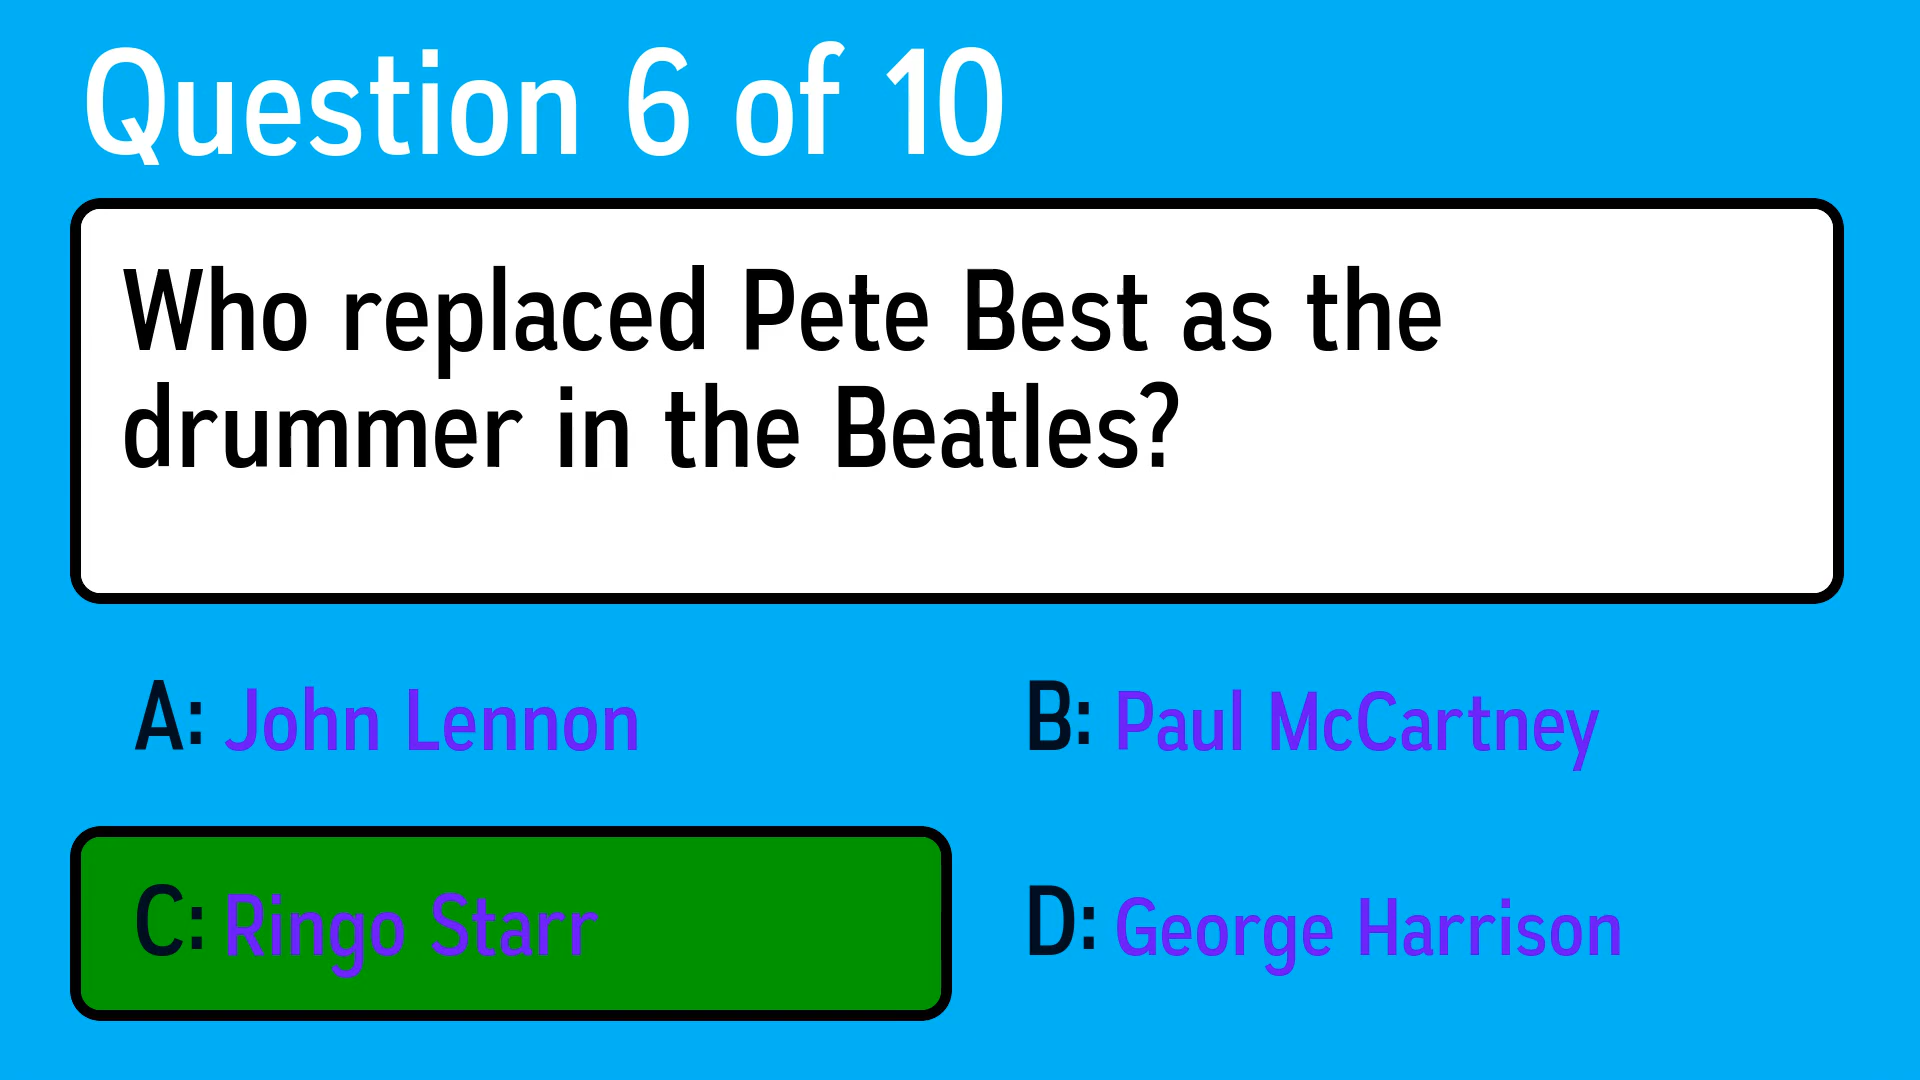 Question 6 of 10
Who replaced Pete Best as the
drummer in the Beatles?
A: John Lennon
B: Paul McCartney
C: Ringo Starr
D: George Harrison